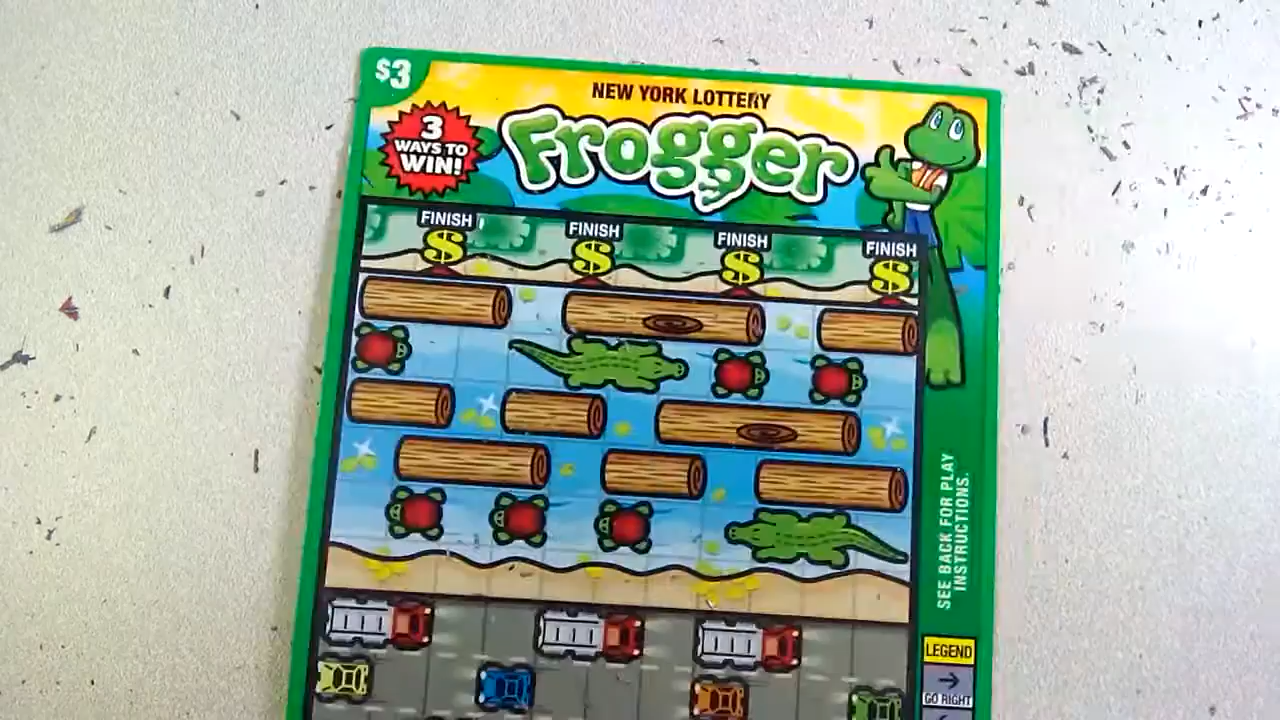 $3
NEW YORK LOTTERY
3
WAYS TO
WIN!
Frogger
FINISH
$
FINISH
$
FINISH
$
FINISH
$
SEE BACK FOR PLAY
INSTRUCTIONS.
LEGEND
GO RIGHT